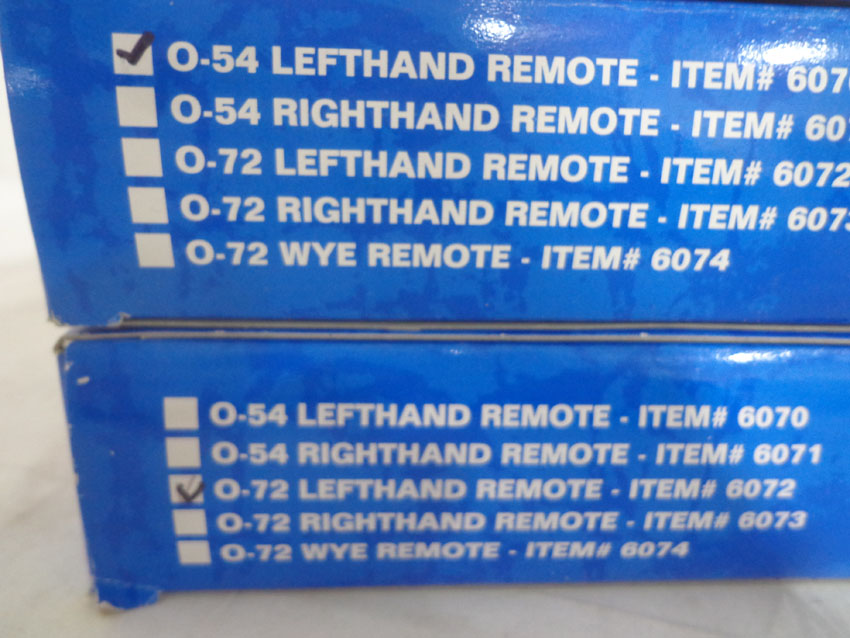 O-54 LEFTHAND REMOTE - ITEM# 607
O-54 RIGHTHAND REMOTE - ITEM# 60
O-72 LEFTHAND REMOTE - ITEM# 6072
O-72 RIGHTHAND REMOTE - ITEM# 6073
O-72 WYE REMOTE - ITEM# 6074
O-54 LEFTHAND REMOTE - ITEM# 6070
O-54 RIGHTHAND REMOTE - ITEM# 6071
O-72 LEFTHAND REMOTE - ITEM# 6072
O-72 RIGHTHAND REMOTE - ITEM# 6073
O-72 WYE REMOTE - ITEM# 6074